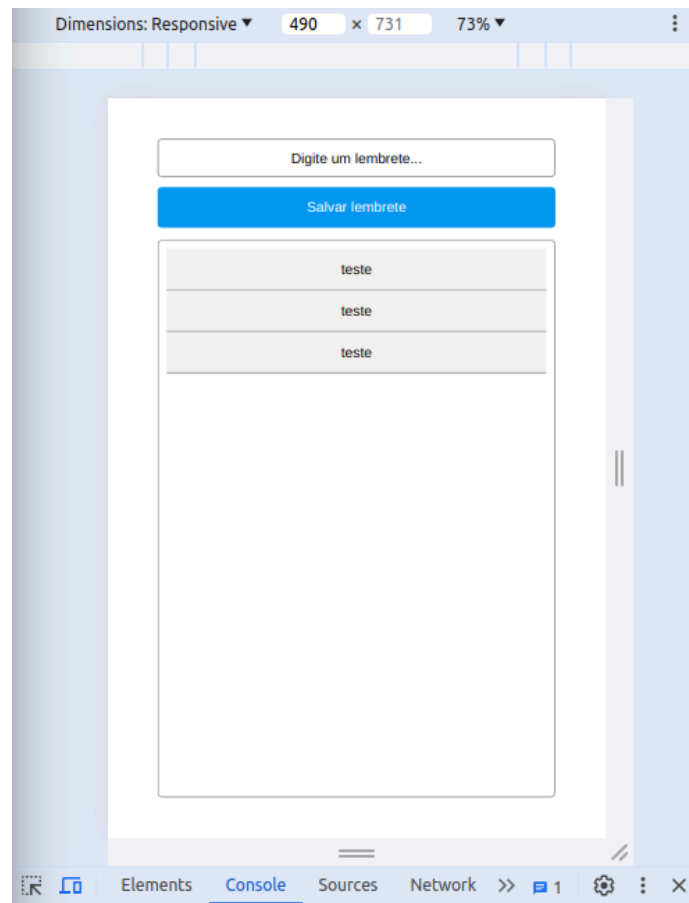 Dimensions: Responsive ▼ 490 × 731 73% ▼
Digite um lembrete...
Salvar lembrete
teste
teste
teste
Elements Console Sources Network >> 1